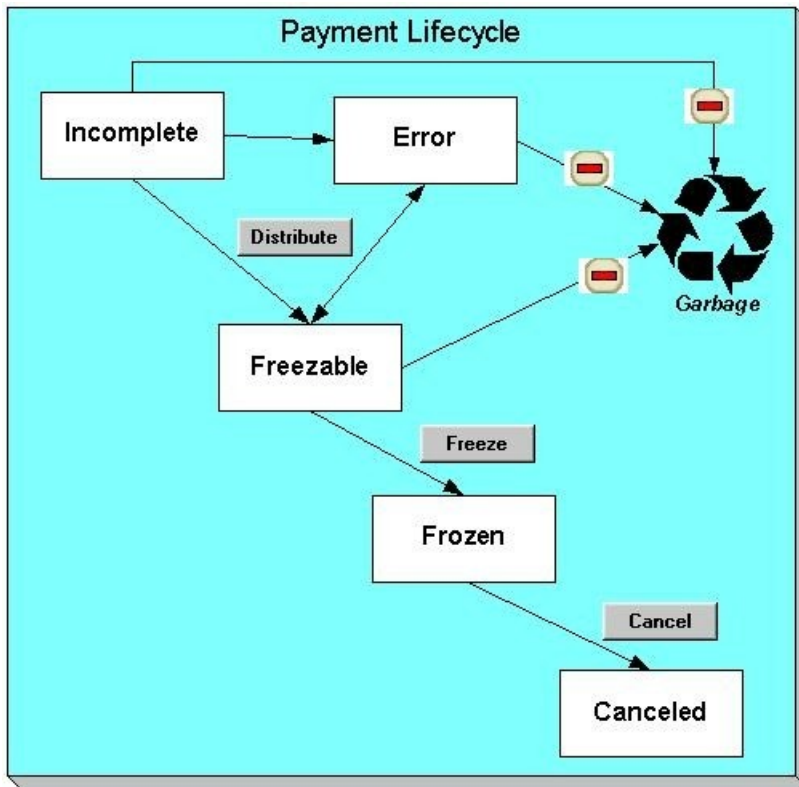 Payment Lifecycle
Incomplete
Error
Distribute
Garbage
Freezable
Freeze
Frozen
Cancel
Canceled